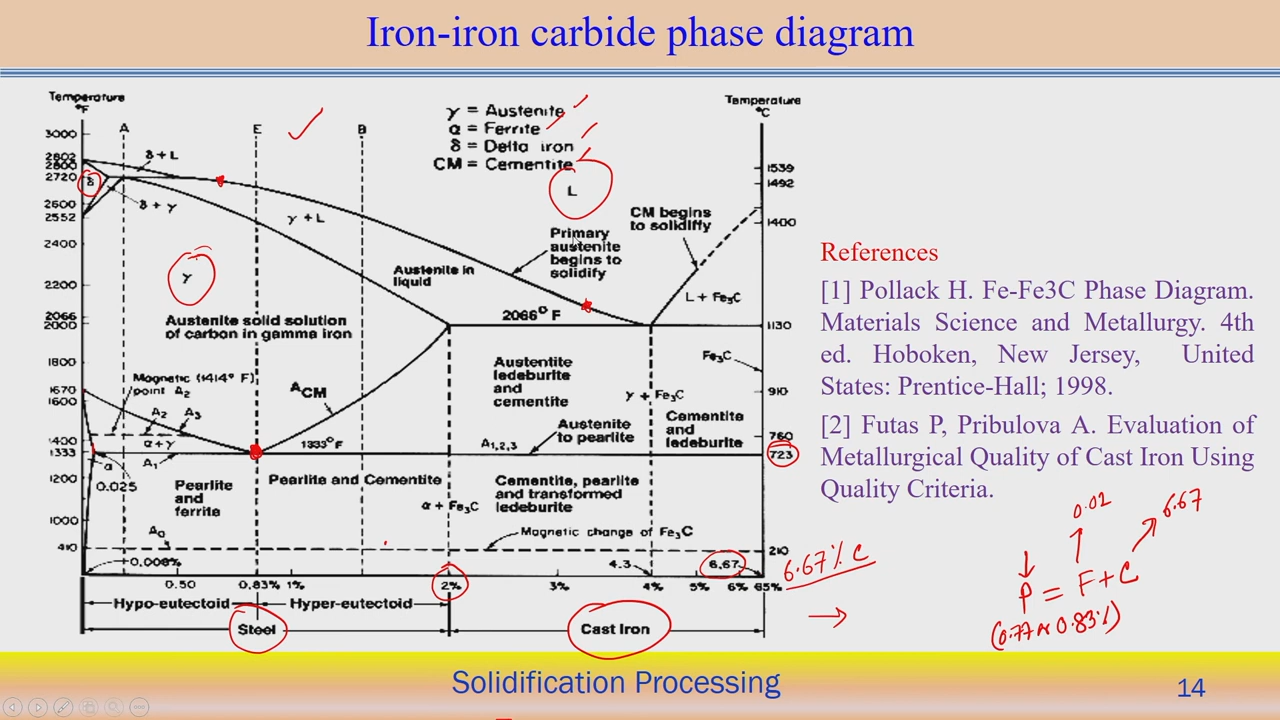 Iron-iron carbide phase diagram
Temperature
°F
Temperature
°C
A
E
B
γ = Austenite
α = Ferrite
δ = Delta iron
CM = Cementite
L
3000
2802
2800
2720
2600
2552
2400
2200
2066
2000
1800
1670
1600
1400
1333
1200
1000
410
δ + L
δ
δ + γ
γ + L
γ
Austenite solid solution
of carbon in gamma iron
Austenite in
liquid
Primary
austenite
begins to
solidify
CM begins
to solidify
L + Fe₃C
2066° F
Magnetic (1414° F)
point A₂
A₂
A₃
α + γ
A₁
α
0.025
A_CM
1333° F
Austentite
ledeburite
and
cementite
γ + Fe₃C
Fe₃C
Cementite
and
ledeburite
Austenite
to pearlite
A₁,₂,₃
Pearlite
and
ferrite
Pearlite and Cementite
α + Fe₃C
Cementite, pearlite
and transformed
ledeburite
A₀
Magnetic change of Fe₃C
0.008%
4.3
6.67
1539
1492
1400
1130
910
760
723
210
0.50
0.83%
1%
2%
3%
4%
5%
6%
65%
Hypo-eutectoid
Hyper-eutectoid
Steel
Cast Iron
References
[1] Pollack H. Fe-Fe3C Phase Diagram.
Materials Science and Metallurgy. 4th
ed. Hoboken, New Jersey, United
States: Prentice-Hall; 1998.
[2] Futas P, Pribulova A. Evaluation of
Metallurgical Quality of Cast Iron Using
Quality Criteria.
6.67% C
0.02
6.67
P = F + C
(0.77 ~ 0.83%)
Solidification Processing
14